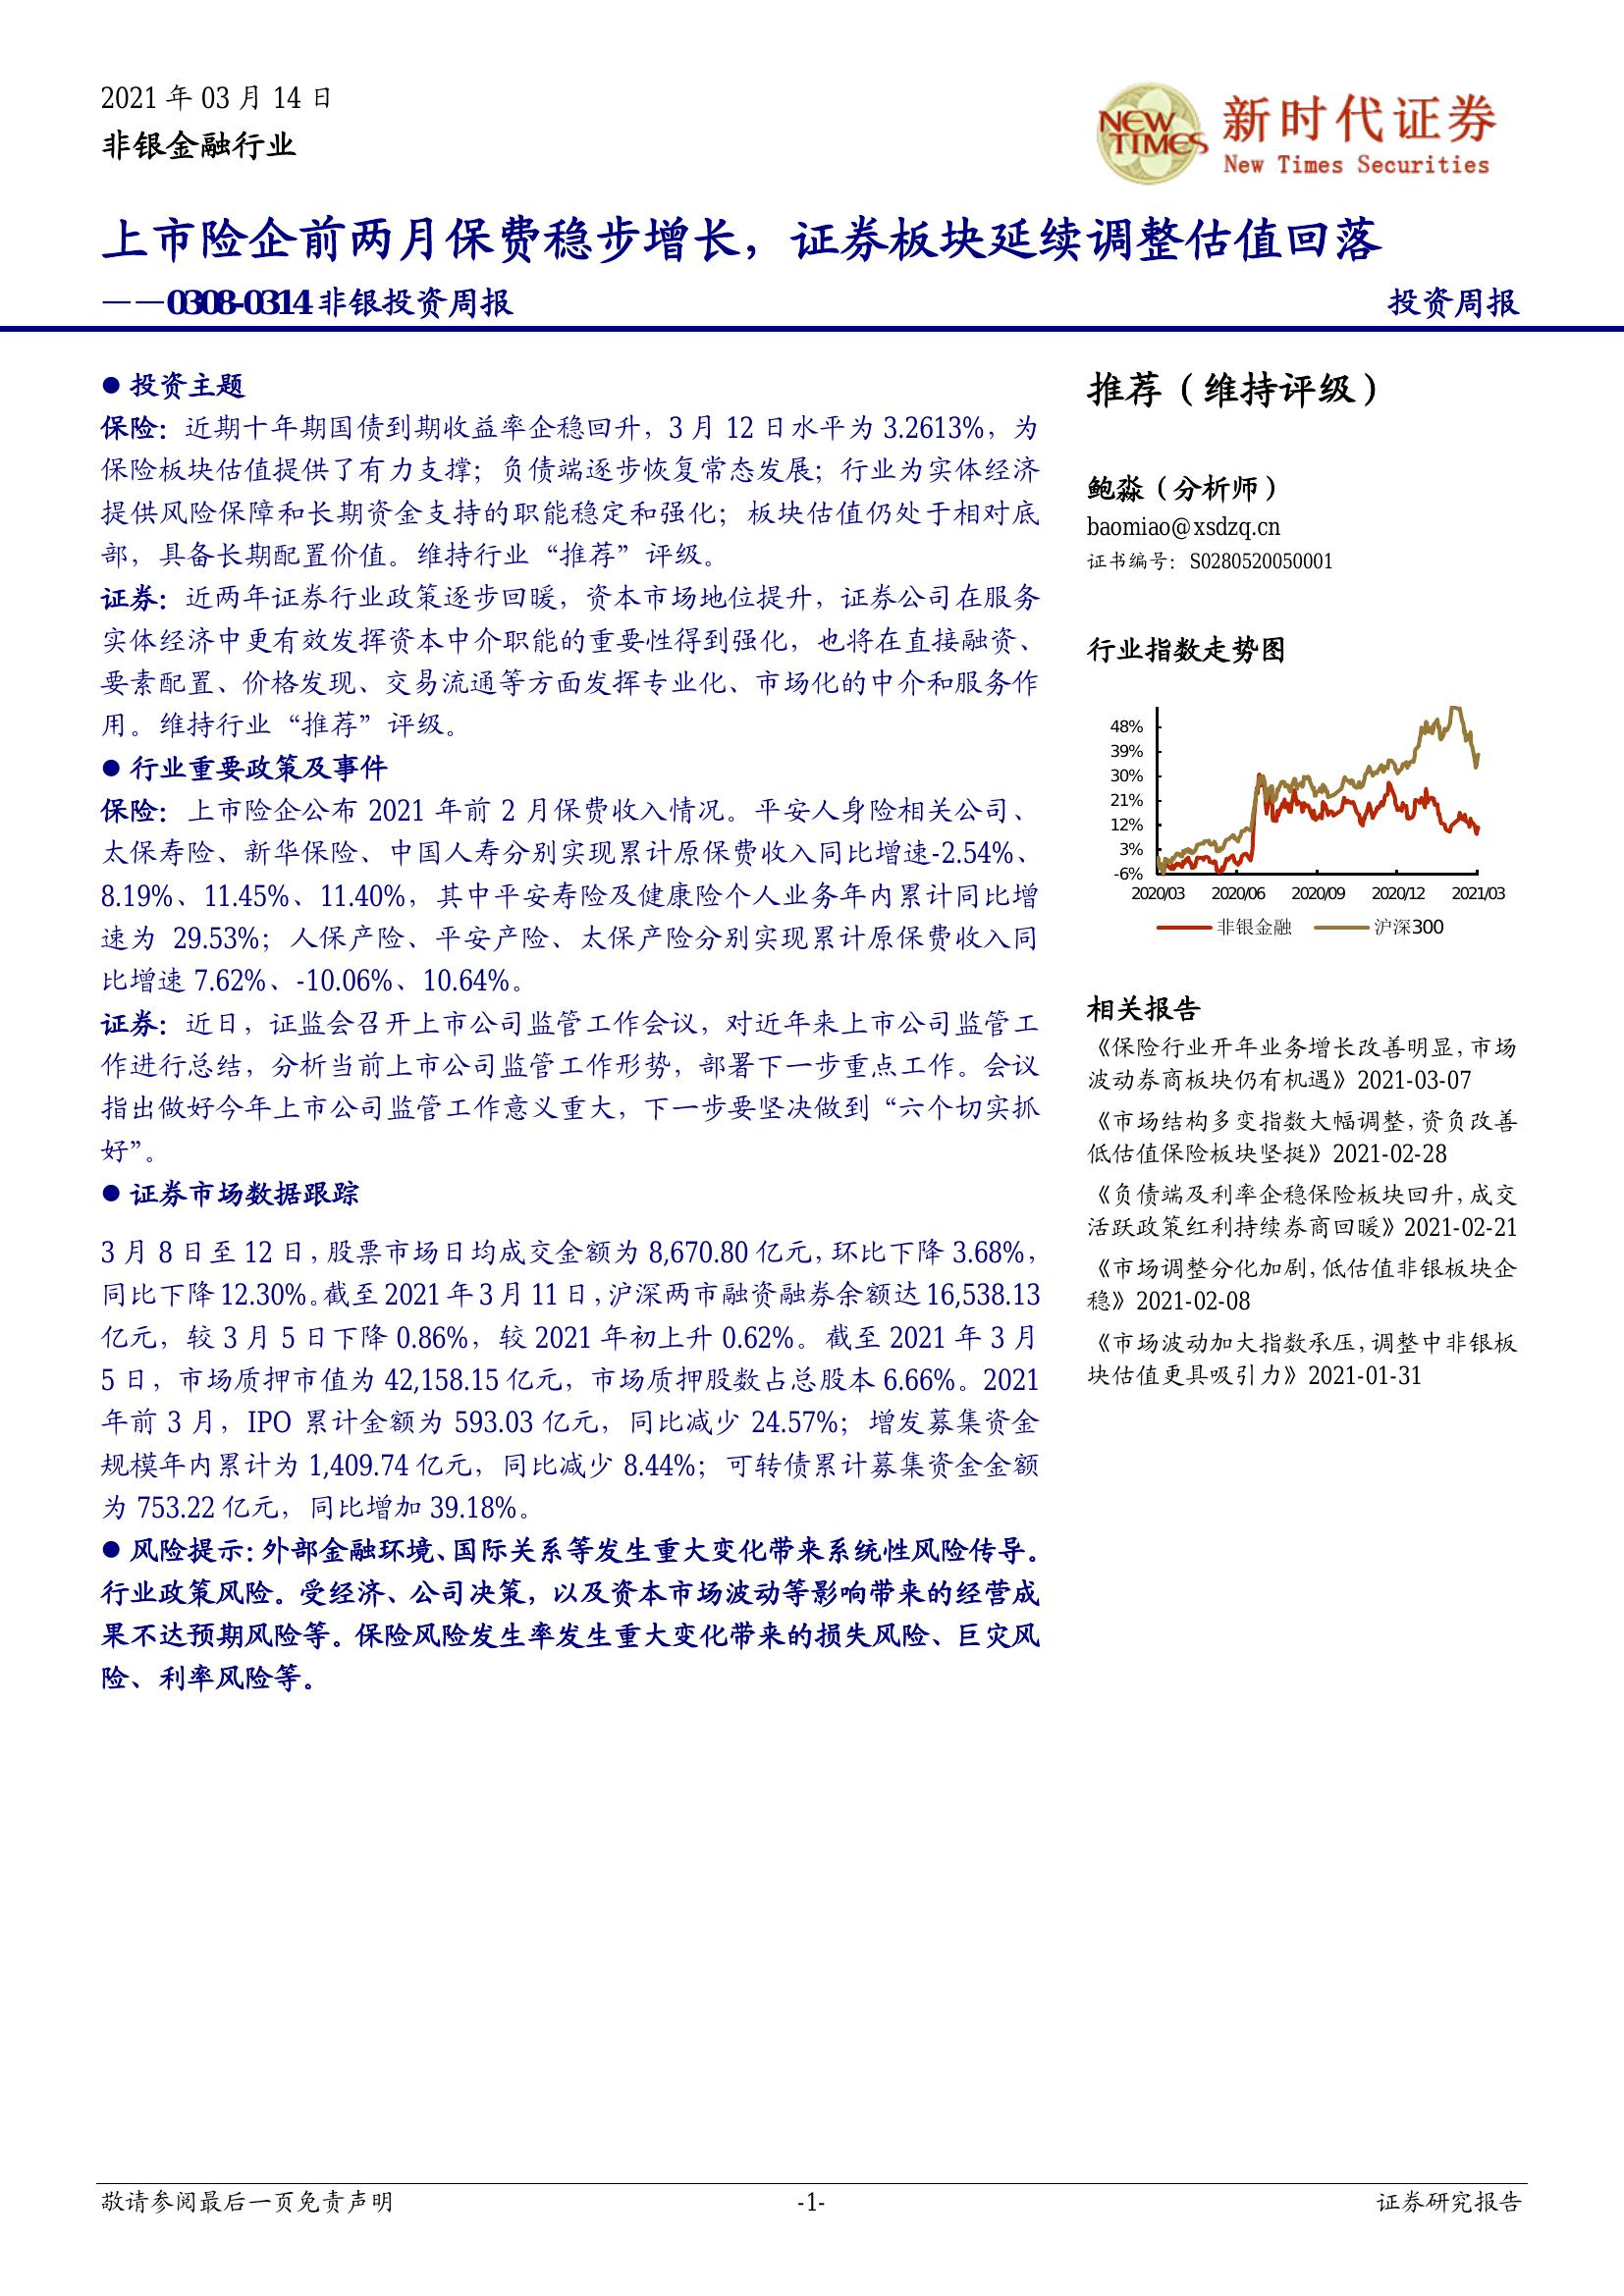 2021 年 03 月 14 日
非银金融行业
NEW TIMES
新时代证券
New Times Securities
上市险企前两月保费稳步增长，证券板块延续调整估值回落
——0308-0314 非银投资周报
投资周报
● 投资主题
保险：近期十年期国债到期收益率企稳回升，3 月 12 日水平为 3.2613%，为
保险板块估值提供了有力支撑；负债端逐步恢复常态发展；行业为实体经济
提供风险保障和长期资金支持的职能稳定和强化；板块估值仍处于相对底
部，具备长期配置价值。维持行业“推荐”评级。
证券：近两年证券行业政策逐步回暖，资本市场地位提升，证券公司在服务
实体经济中更有效发挥资本中介职能的重要性得到强化，也将在直接融资、
要素配置、价格发现、交易流通等方面发挥专业化、市场化的中介和服务作
用。维持行业“推荐”评级。
● 行业重要政策及事件
保险：上市险企公布 2021 年前 2 月保费收入情况。平安人身险相关公司、
太保寿险、新华保险、中国人寿分别实现累计原保费收入同比增速-2.54%、
8.19%、11.45%、11.40%，其中平安寿险及健康险个人业务年内累计同比增
速为 29.53%；人保产险、平安产险、太保产险分别实现累计原保费收入同
比增速 7.62%、-10.06%、10.64%。
证券：近日，证监会召开上市公司监管工作会议，对近年来上市公司监管工
作进行总结，分析当前上市公司监管工作形势，部署下一步重点工作。会议
指出做好今年上市公司监管工作意义重大，下一步要坚决做到“六个切实抓
好”。
● 证券市场数据跟踪
3 月 8 日至 12 日，股票市场日均成交金额为 8,670.80 亿元，环比下降 3.68%，
同比下降 12.30%。截至 2021 年 3 月 11 日，沪深两市融资融券余额达 16,538.13
亿元，较 3 月 5 日下降 0.86%，较 2021 年初上升 0.62%。截至 2021 年 3 月
5 日，市场质押市值为 42,158.15 亿元，市场质押股数占总股本 6.66%。2021
年前 3 月，IPO 累计金额为 593.03 亿元，同比减少 24.57%；增发募集资金
规模年内累计为 1,409.74 亿元，同比减少 8.44%；可转债累计募集资金金额
为 753.22 亿元，同比增加 39.18%。
● 风险提示：外部金融环境、国际关系等发生重大变化带来系统性风险传导。
行业政策风险。受经济、公司决策，以及资本市场波动等影响带来的经营成
果不达预期风险等。保险风险发生率发生重大变化带来的损失风险、巨灾风
险、利率风险等。
推荐（维持评级）
鲍淼（分析师）
baomiao@xsdzq.cn
证书编号：S0280520050001
行业指数走势图
48%
39%
30%
21%
12%
3%
-6%
2020/03 2020/06 2020/09 2020/12 2021/03
非银金融 沪深300
相关报告
《保险行业开年业务增长改善明显，市场
波动券商板块仍有机遇》2021-03-07
《市场结构多变指数大幅调整，资负改善
低估值保险板块坚挺》2021-02-28
《负债端及利率企稳保险板块回升，成交
活跃政策红利持续券商回暖》2021-02-21
《市场调整分化加剧，低估值非银板块企
稳》2021-02-08
《市场波动加大指数承压，调整中非银板
块估值更具吸引力》2021-01-31
敬请参阅最后一页免责声明
-1-
证券研究报告